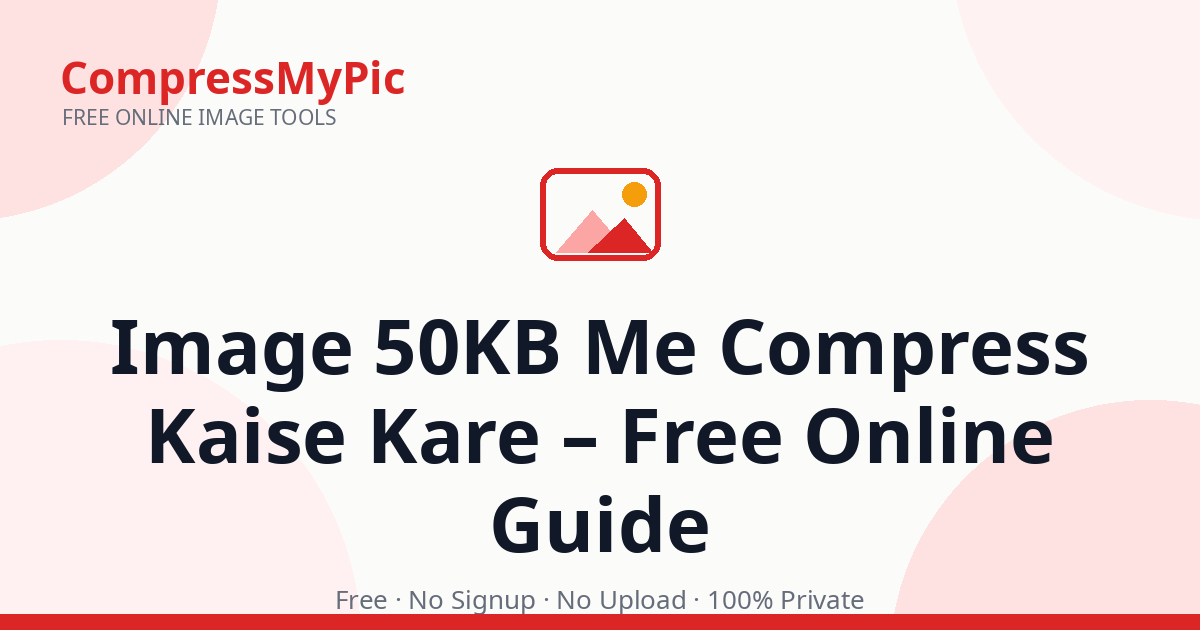 CompressMyPic
FREE ONLINE IMAGE TOOLS
Image 50KB Me Compress
Kaise Kare – Free Online
Guide
Free · No Signup · No Upload · 100% Private